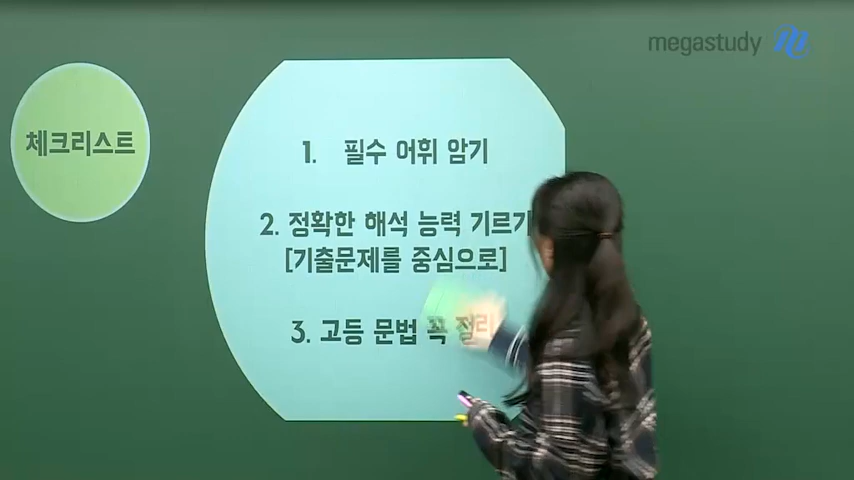 megastudy
체크리스트
1. 필수 어휘 암기
2. 정확한 해석 능력 기르기
[기출문제를 중심으로]
3. 고등 문법 꼭 정리